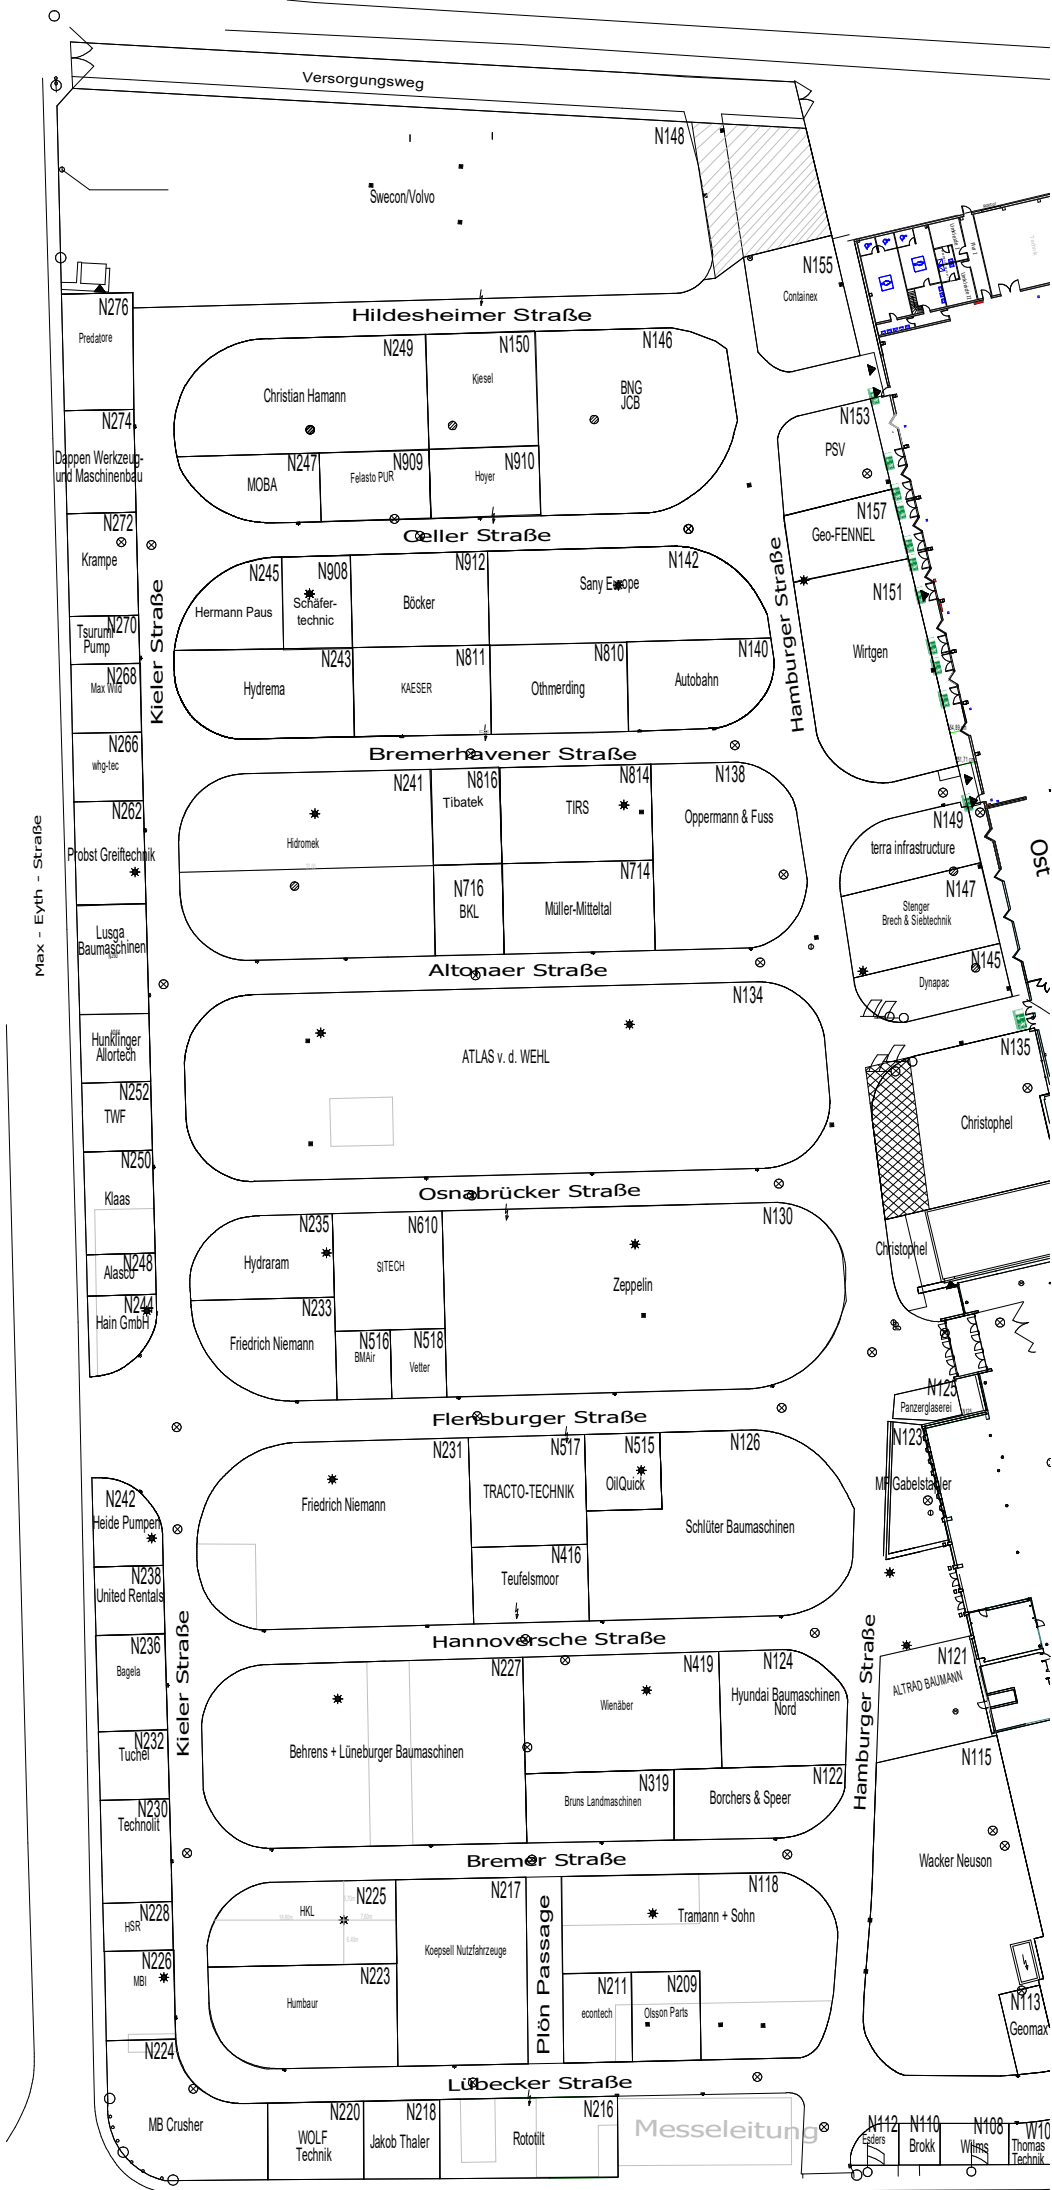 Versorgungsweg
N148
Swecon/Volvo
N155
Containex
N276
Predatore
Hildesheimer Straße
N249
Christian Hamann
N150
Kiesel
N146
BNG
JCB
N274
Dappen Werkzeug-
und Maschinenbau
N247
MOBA
N909
Felasto PUR
N910
Hoyer
N153
PSV
N272
Krampe
Celler Straße
N157
Geo-FENNEL
N245
Hermann Paus
N908
Schäfer-
technic
N912
Böcker
N142
Sany Europe
N151
Wirtgen
Kieler Straße
Hamburger Straße
N270
Tsurumi
Pump
N268
Max Wild
N243
Hydrema
N811
KAESER
N810
Othmerding
N140
Autobahn
N266
whg-tec
Bremerhavener Straße
N241
Hidromek
N816
Tibatek
N814
TIRS
N138
Oppermann & Fuss
N262
Probst Greiftechnik
N149
terra infrastructure
Ost
Max - Eyth - Straße
N716
BKL
N714
Müller-Mitteltal
N147
Stenger
Brech & Siebtechnik
Lusga
Baumaschinen
Altonaer Straße
N145
Dynapac
N134
ATLAS v. d. WEHL
Hunklinger
Allortech
N135
Christophel
N252
TWF
N250
Klaas
Osnabrücker Straße
N235
Hydraram
N610
SITECH
N130
Zeppelin
Christophel
N248
Alasco
N244
Hain GmbH
N233
Friedrich Niemann
N516
BMAir
N518
Vetter
N125
Panzerglaserei
Flensburger Straße
N123
MF Gabelstapler
N231
Friedrich Niemann
N517
TRACTO-TECHNIK
N515
OilQuick
N126
Schlüter Baumaschinen
N242
Heide Pumpen
N416
Teufelsmoor
N238
United Rentals
Hannoversche Straße
N236
Bagela
Kieler Straße
Hamburger Straße
N121
ALTRAD BAUMANN
N227
Behrens + Lüneburger Baumaschinen
N419
Wienäber
N124
Hyundai Baumaschinen
Nord
N232
Tuchel
N115
Wacker Neuson
N319
Bruns Landmaschinen
N122
Borchers & Speer
N230
Technolit
Bremer Straße
N225
HKL
N217
Koepsell Nutzfahrzeuge
Plön Passage
N118
Tramann + Sohn
N228
HSR
N226
MBI
N223
Humbaur
N211
econtech
N209
Olsson Parts
N113
Geomax
N224
MB Crusher
Lübecker Straße
N220
WOLF
Technik
N218
Jakob Thaler
N216
Rototilt
Messeleitung
N112
Esders
N110
Brokk
N108
Wilms
W10
Thomas
Technik